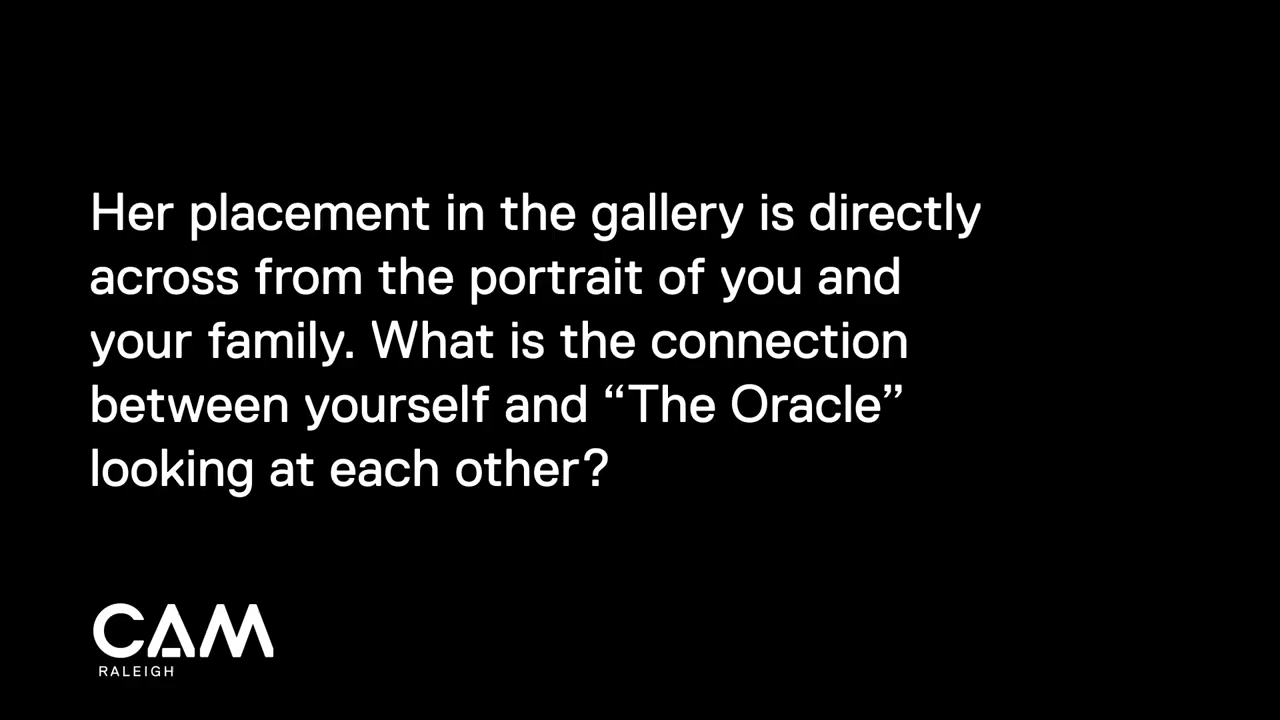 Her placement in the gallery is directly
across from the portrait of you and
your family. What is the connection
between yourself and “The Oracle”
looking at each other?
CAM
RALEIGH